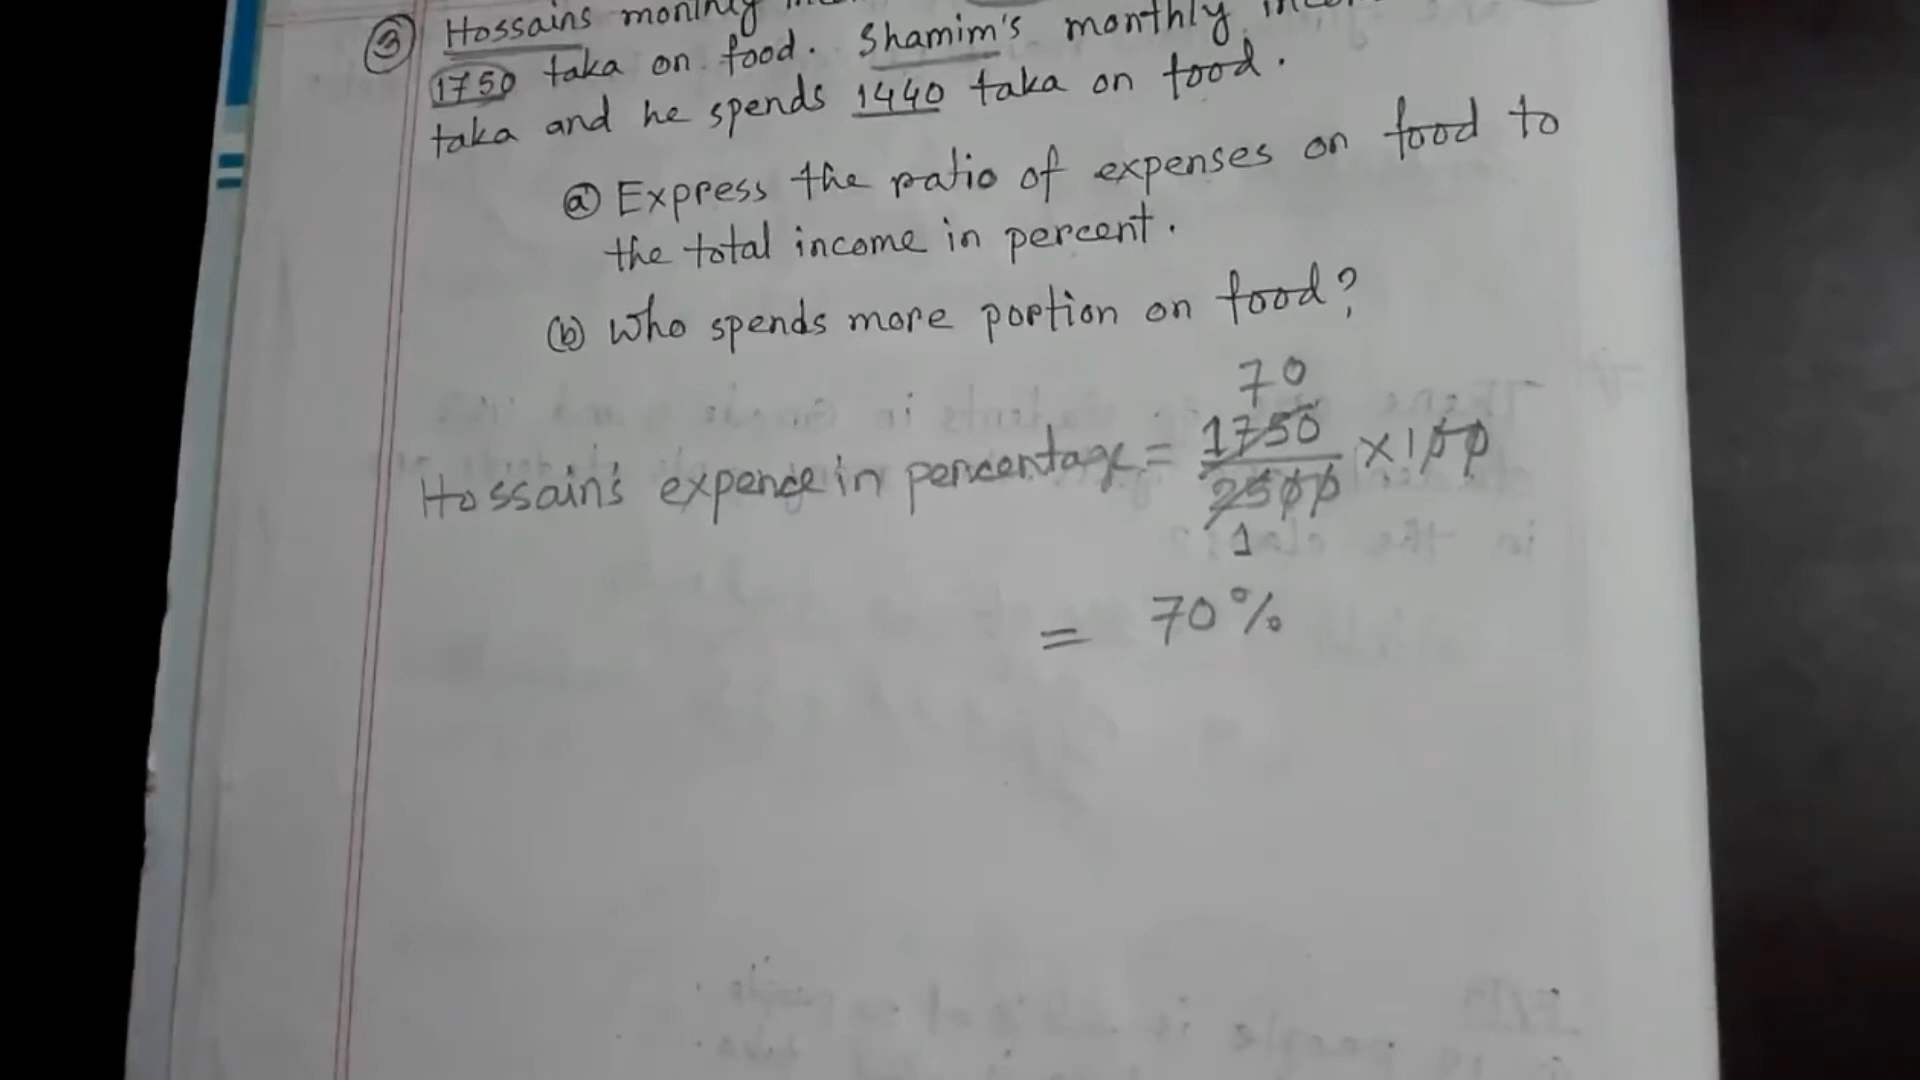 ③ Hossains monthly
1750 taka on food. Shamim's monthly
taka and he spends 1440 taka on food.
ⓐ Express the ratio of expenses on food to
the total income in percent.
ⓑ Who spends more portion on food?
70
Hossain's expence in percentage = 1750/2500 × 100
1
= 70%